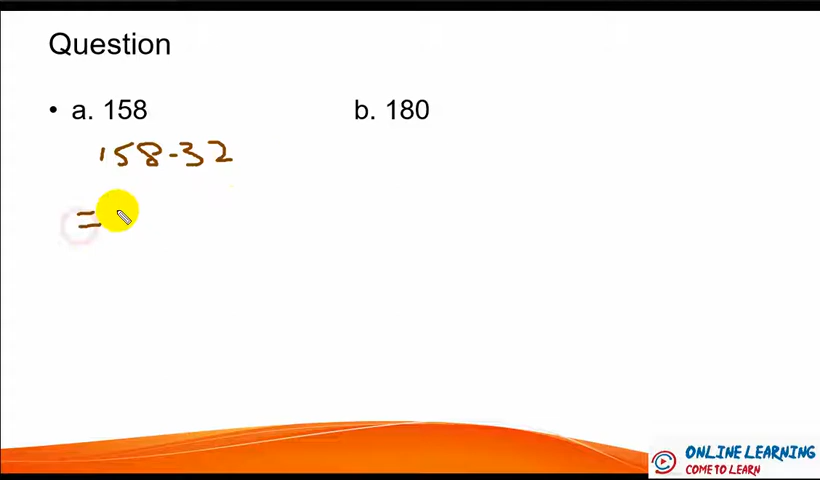 Question
• a. 158 b. 180
158-32
=
ONLINE LEARNING
COME TO LEARN